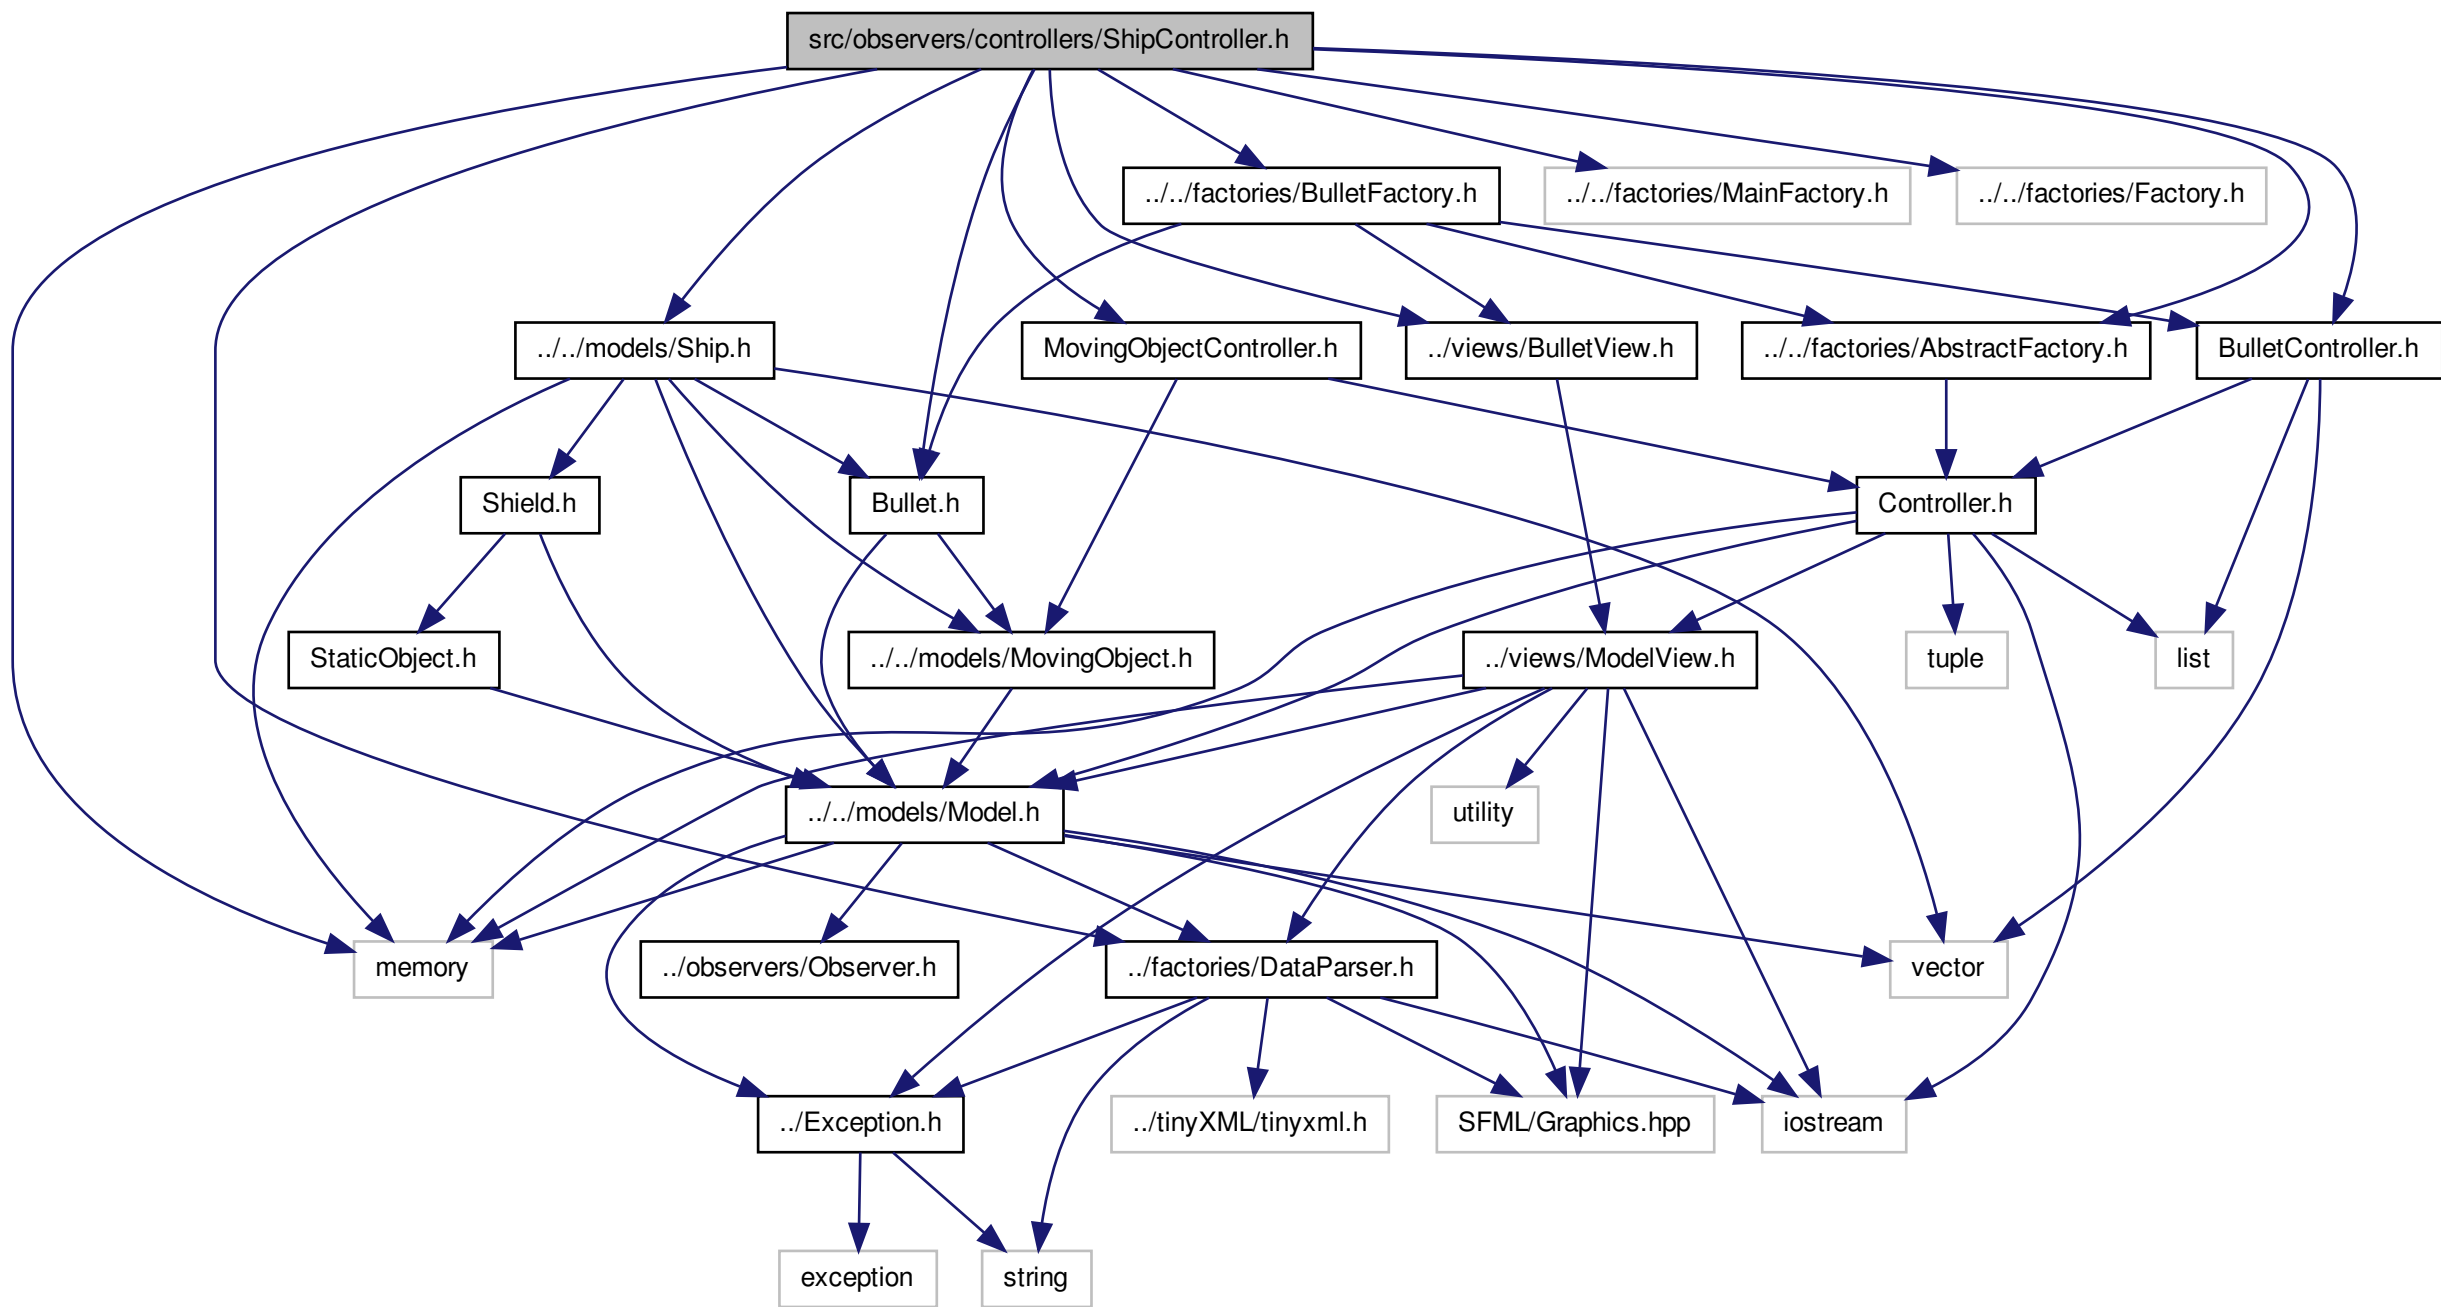 src/observers/controllers/ShipController.h
../../factories/BulletFactory.h
../../factories/MainFactory.h
../../factories/Factory.h
../../models/Ship.h
MovingObjectController.h
../views/BulletView.h
../../factories/AbstractFactory.h
BulletController.h
Shield.h
Bullet.h
Controller.h
StaticObject.h
../../models/MovingObject.h
../views/ModelView.h
tuple
list
../../models/Model.h
utility
memory
../observers/Observer.h
../factories/DataParser.h
vector
../Exception.h
../tinyXML/tinyxml.h
SFML/Graphics.hpp
iostream
exception
string